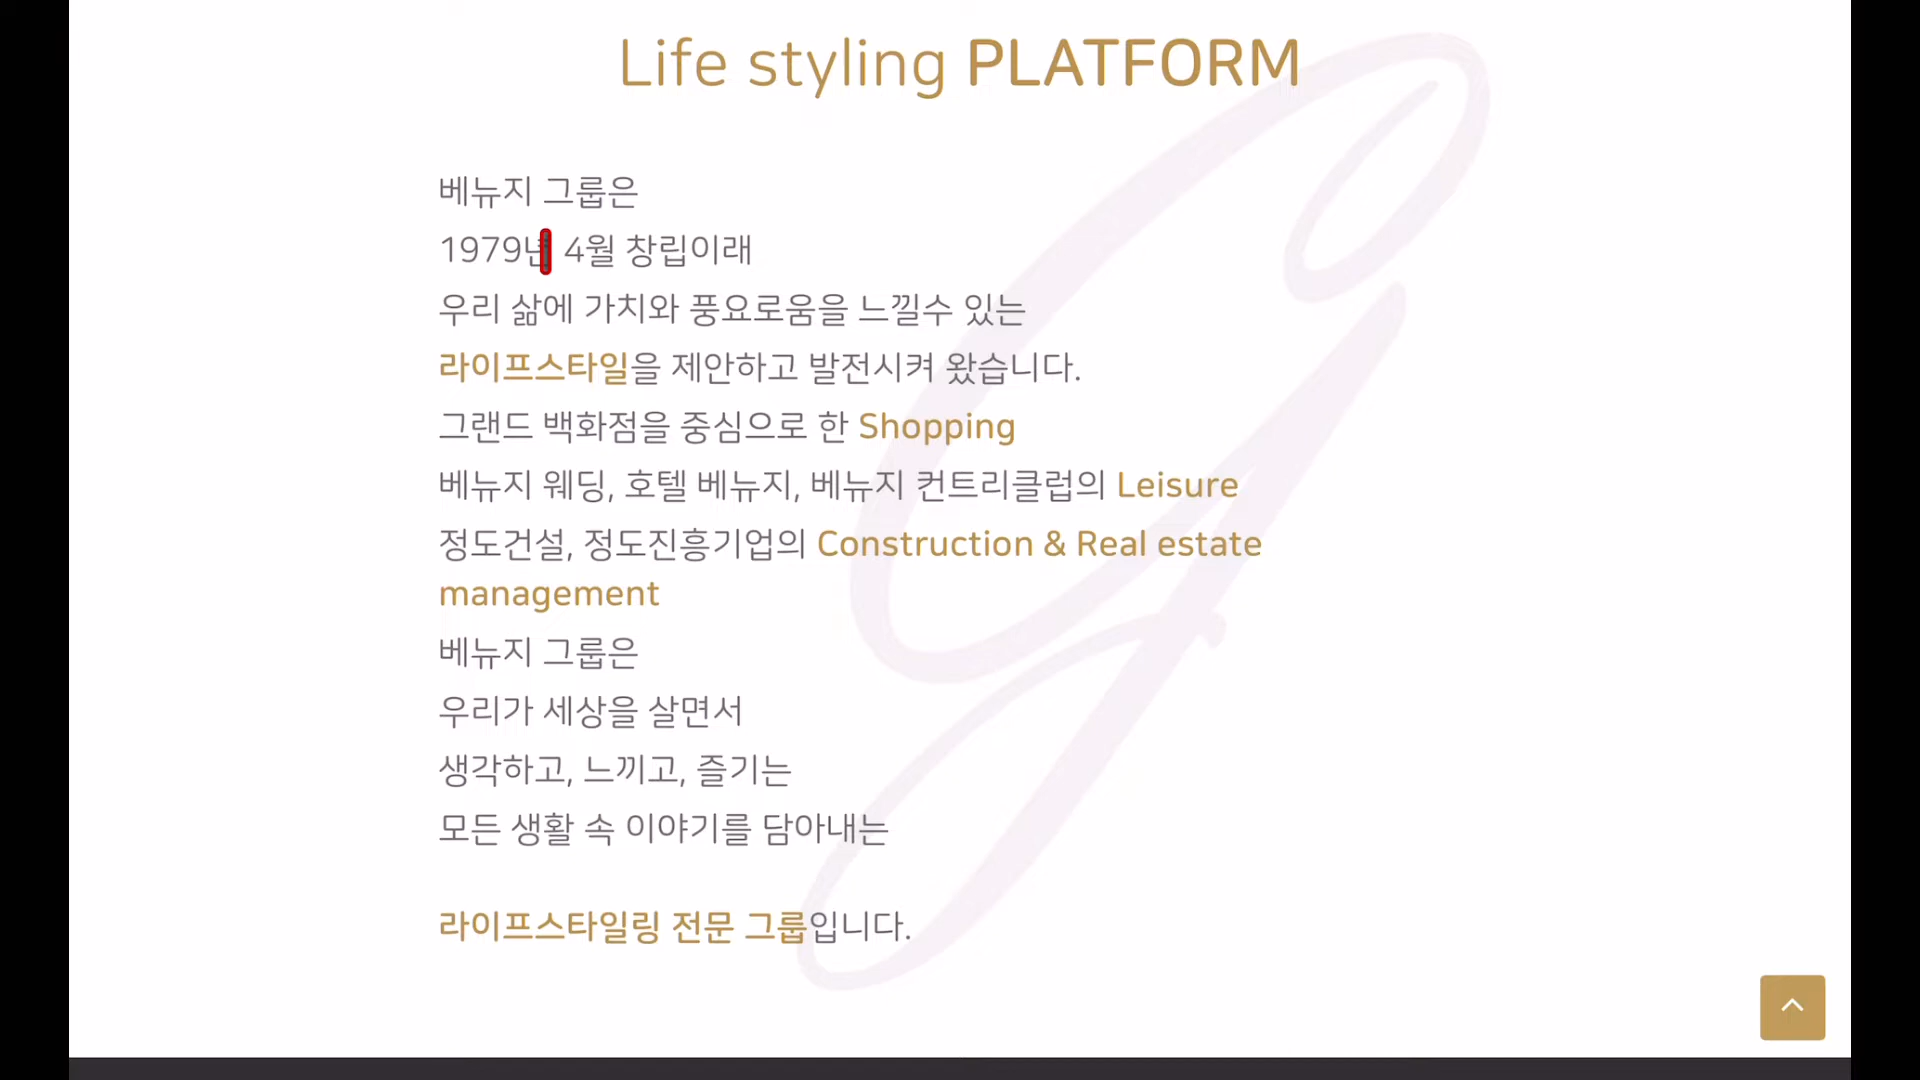 Life styling PLATFORM
베뉴지 그룹은
1979년 4월 창립이래
우리 삶에 가치와 풍요로움을 느낄수 있는
라이프스타일을 제안하고 발전시켜 왔습니다.
그랜드 백화점을 중심으로 한 Shopping
베뉴지 웨딩, 호텔 베뉴지, 베뉴지 컨트리클럽의 Leisure
정도건설, 정도진흥기업의 Construction & Real estate
management
베뉴지 그룹은
우리가 세상을 살면서
생각하고, 느끼고, 즐기는
모든 생활 속 이야기를 담아내는
라이프스타일링 전문 그룹입니다.